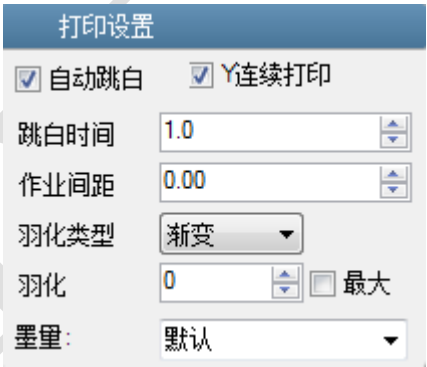 打印设置
自动跳白 Y连续打印
跳白时间 1.0
作业间距 0.00
羽化类型 渐变
羽化 0 最大
墨量: 默认